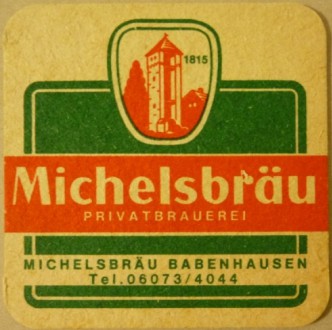 1815
Michelsbräu
PRIVATBRAUEREI
MICHELSBRÄU BABENHAUSEN
Tel.06073/4044